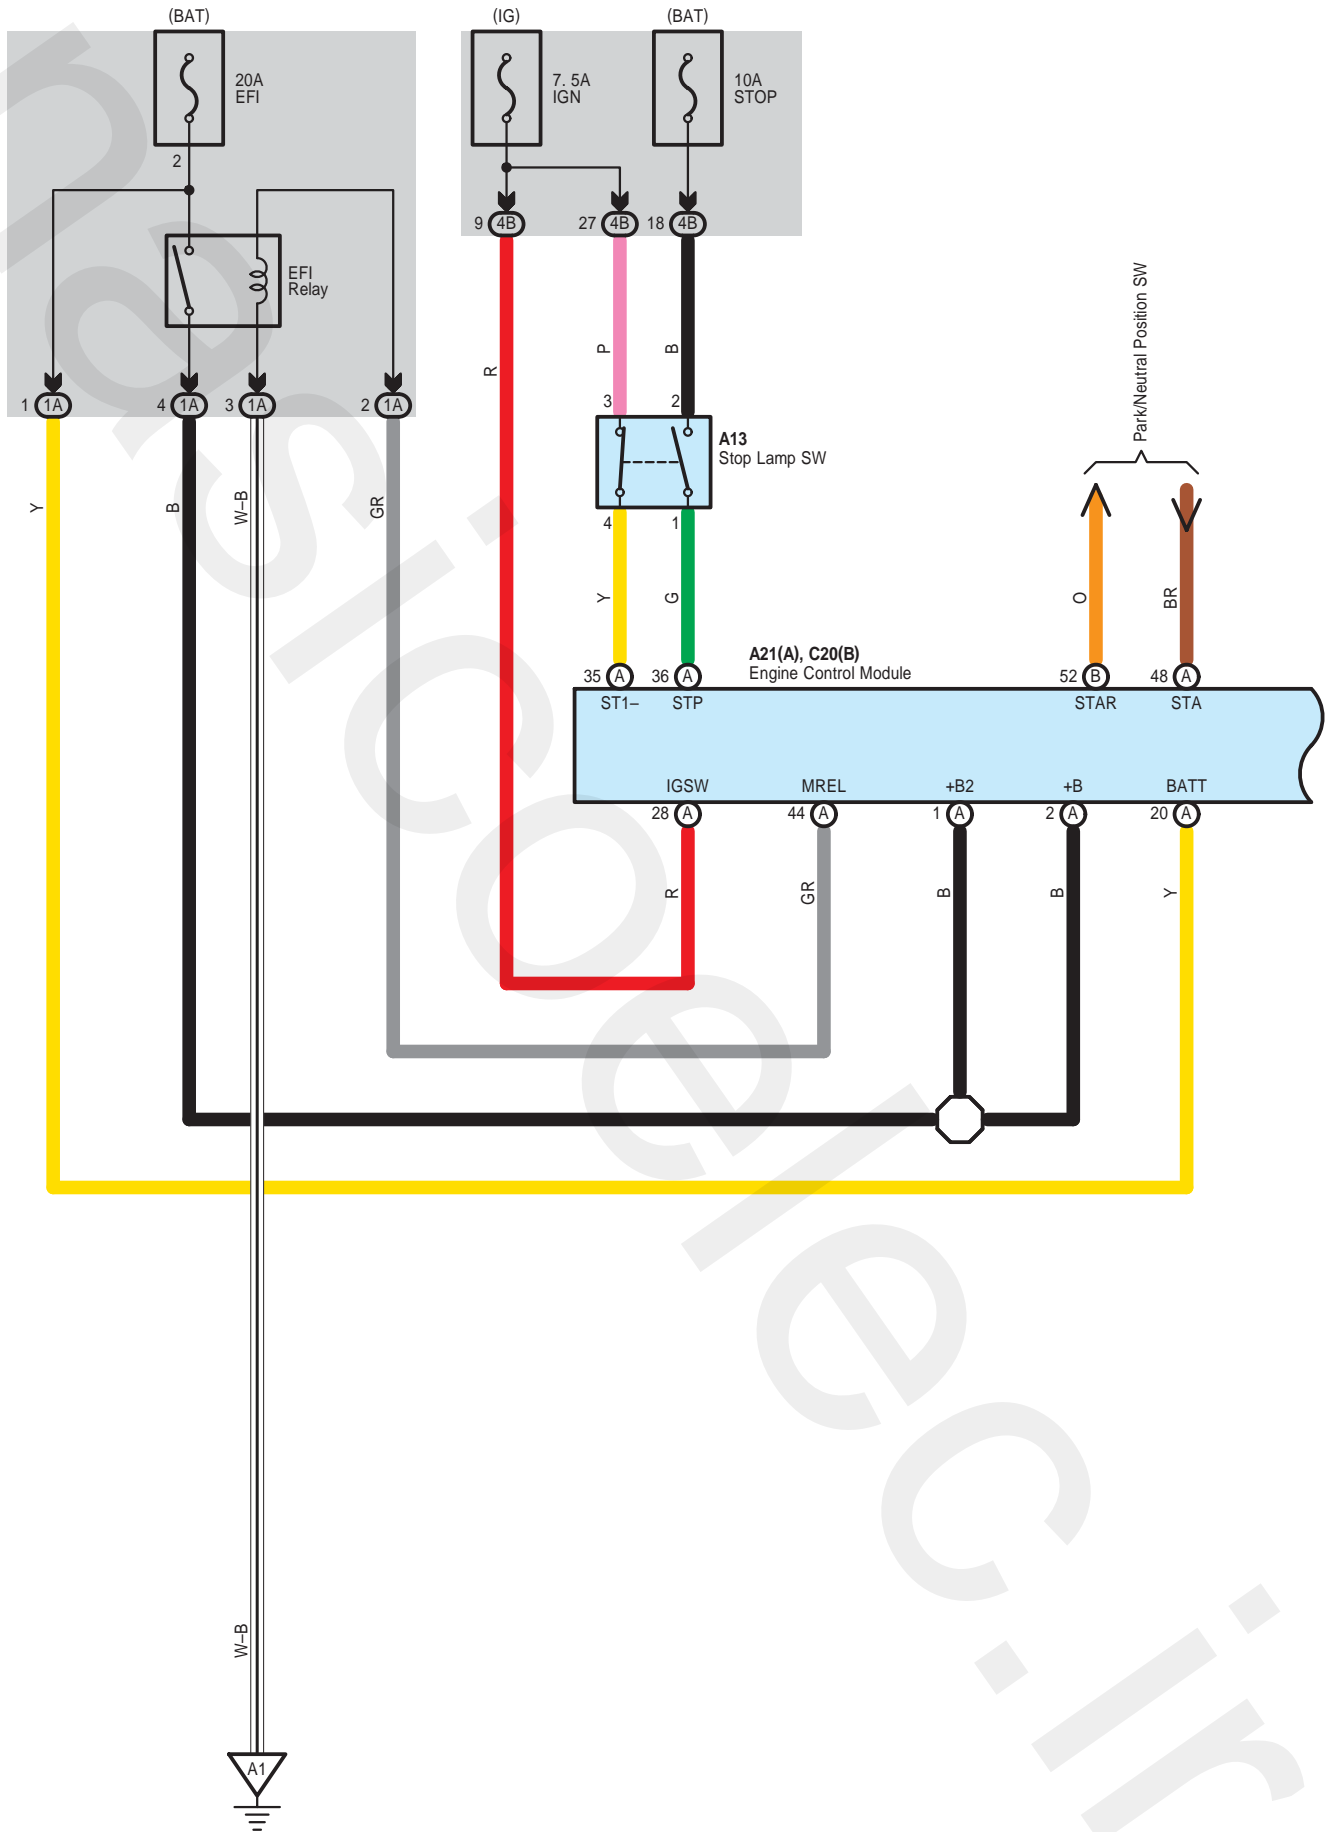 (BAT)
(IG)
(BAT)
20A
EFI
7. 5A
IGN
10A
STOP
2
9 4B
27 4B
18 4B
EFI
Relay
Park/Neutral Position SW
R
P
B
1 1A
4 1A
3 1A
2 1A
3
2
A13
Stop Lamp SW
Y
B
W–B
GR
4
1
Y
G
O
BR
A21(A), C20(B)
Engine Control Module
35 A
36 A
52 B
48 A
ST1–
STP
STAR
STA
IGSW
MREL
+B2
+B
BATT
28 A
44 A
1 A
2 A
20 A
R
GR
B
B
Y
W–B
A1
nasicoelec.ir